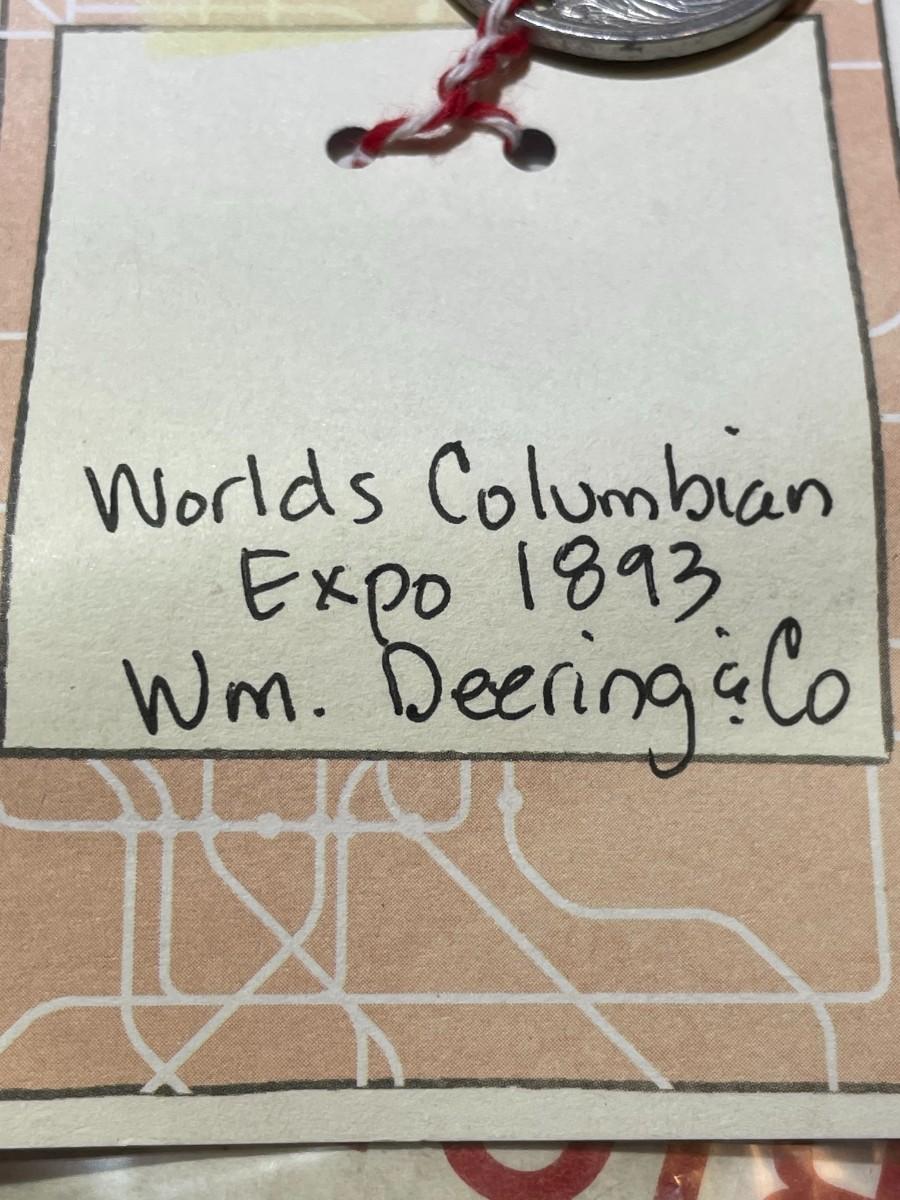 Worlds Columbian
Expo 1893
Wm. Deering & Co